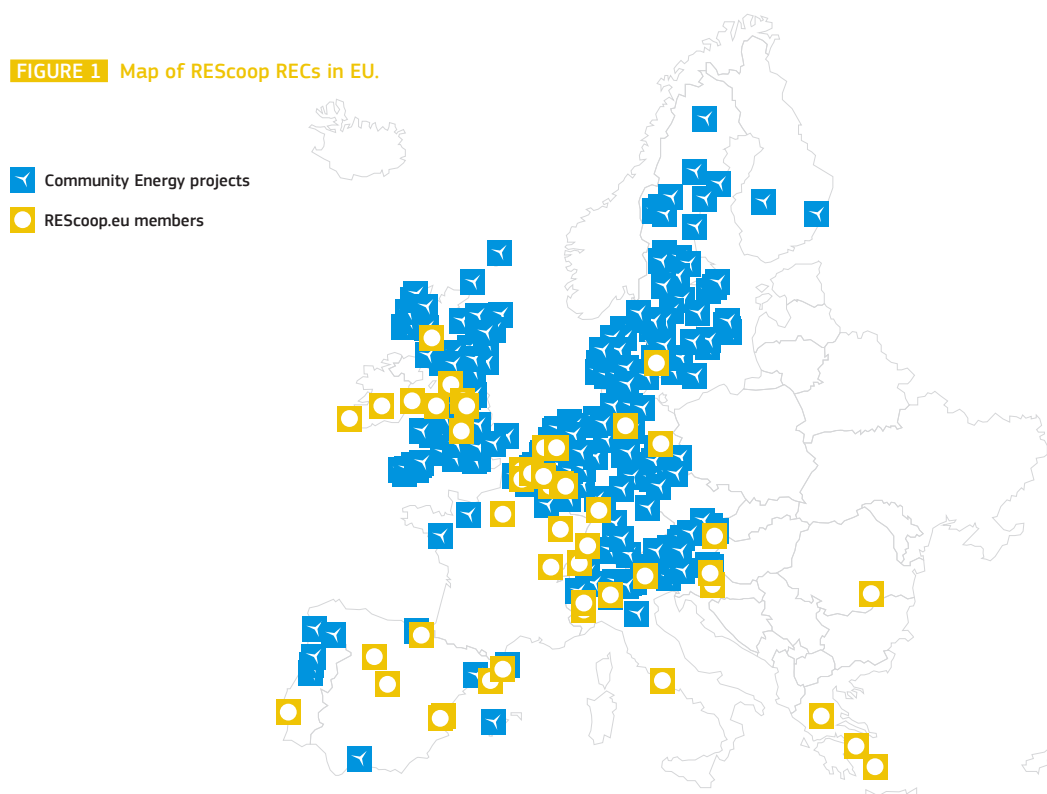 FIGURE 1 Map of REScoop RECs in EU.
Community Energy projects
REScoop.eu members